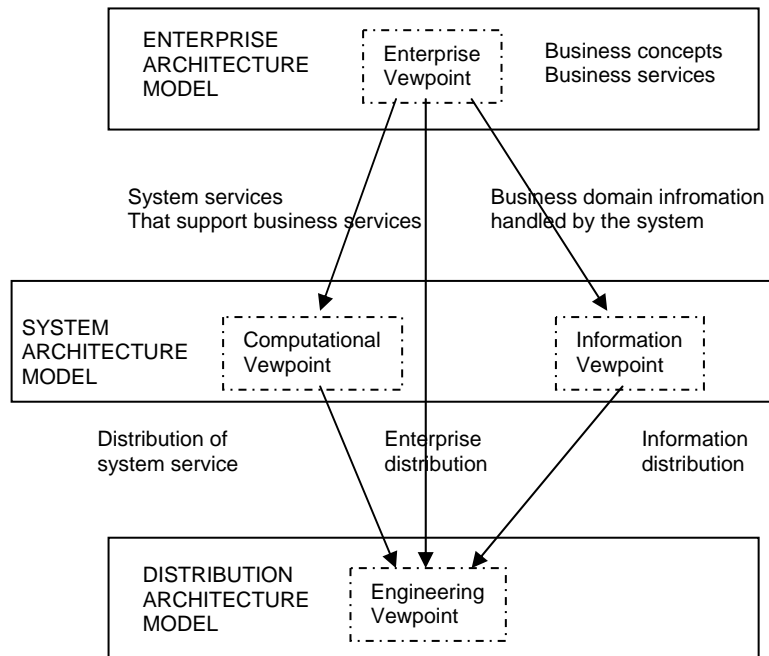 ENTERPRISE
ARCHITECTURE
MODEL
Enterprise
Vewpoint
Business concepts
Business services
System services
That support business services
Business domain infromation
handled by the system
SYSTEM
ARCHITECTURE
MODEL
Computational
Vewpoint
Information
Vewpoint
Distribution of
system service
Enterprise
distribution
Information
distribution
DISTRIBUTION
ARCHITECTURE
MODEL
Engineering
Vewpoint